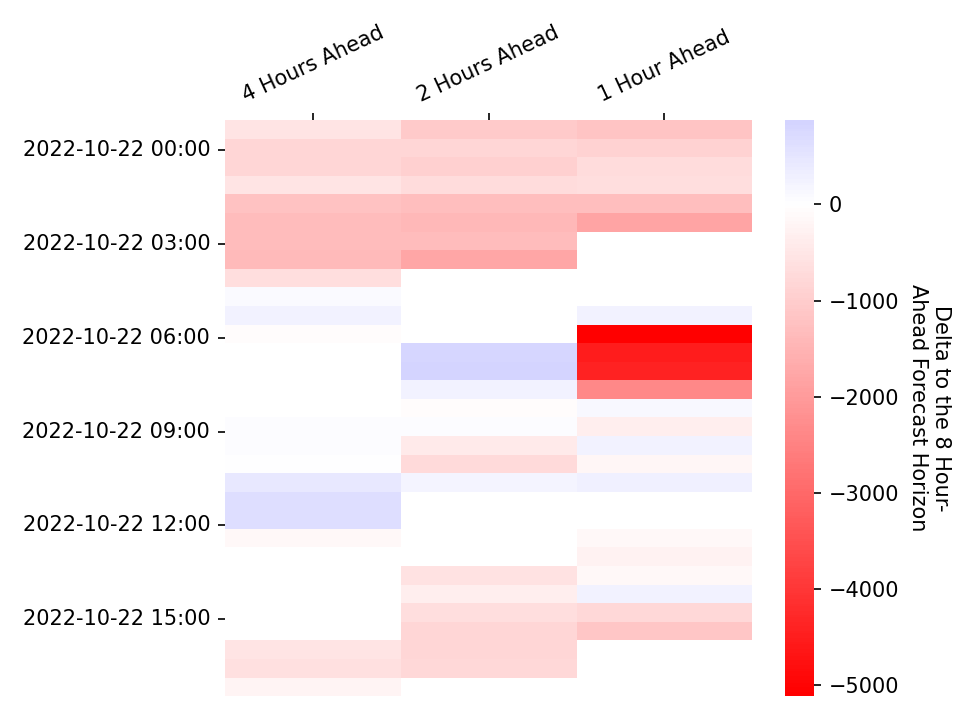 4 Hours Ahead
2 Hours Ahead
1 Hour Ahead
2022-10-22 00:00
2022-10-22 03:00
2022-10-22 06:00
2022-10-22 09:00
2022-10-22 12:00
2022-10-22 15:00
0
−1000
−2000
−3000
−4000
−5000
Delta to the 8 Hour-
Ahead Forecast Horizon